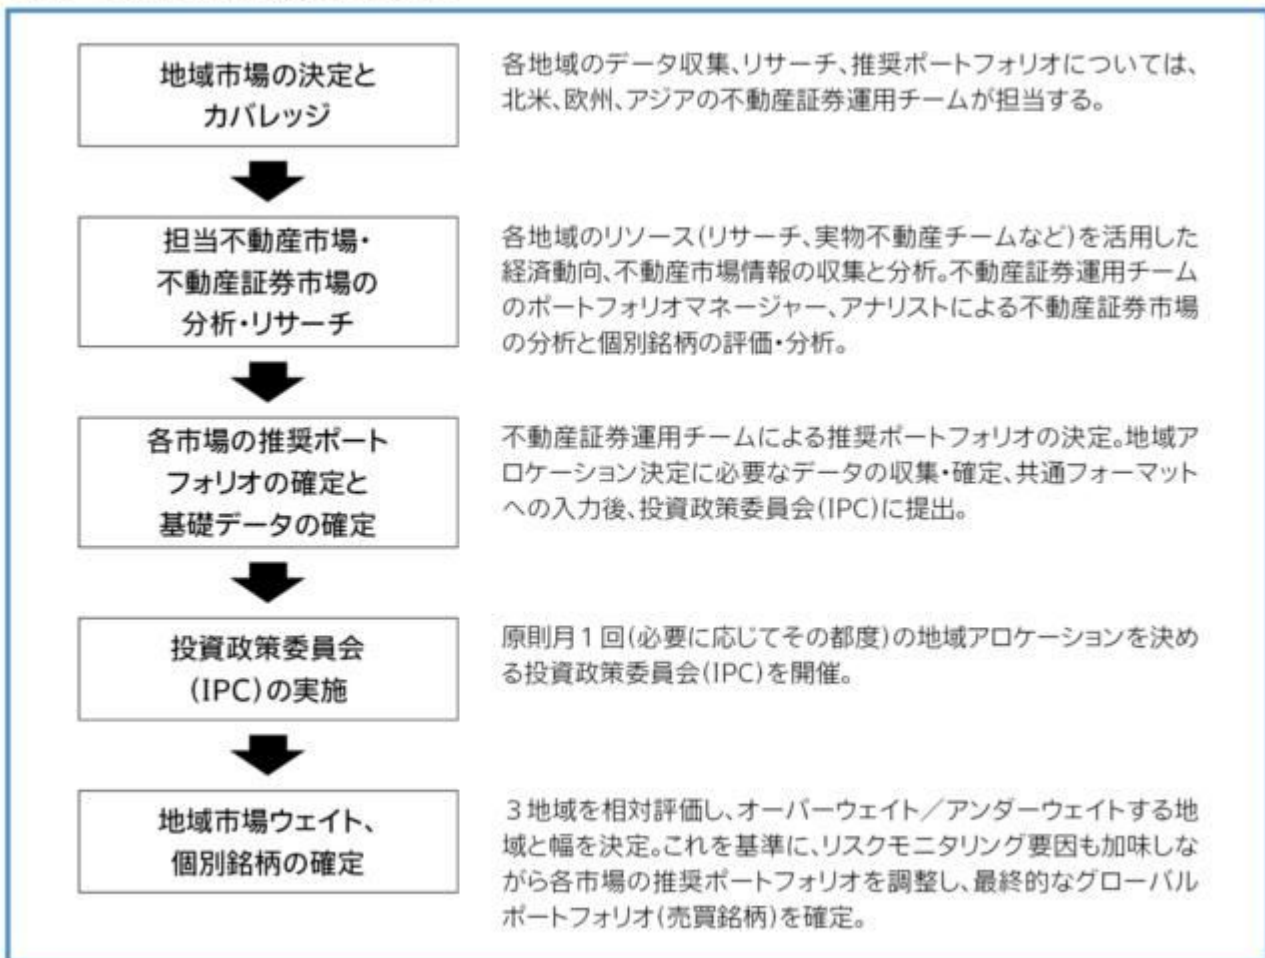 地域市場の決定と
カバレッジ
各地域のデータ収集、リサーチ、推奨ポートフォリオについては、
北米、欧州、アジアの不動産証券運用チームが担当する。
担当不動産市場・
不動産証券市場の
分析・リサーチ
各地域のリソース(リサーチ、実物不動産チームなど)を活用した
経済動向、不動産市場情報の収集と分析。不動産証券運用チーム
のポートフォリオマネージャー、アナリストによる不動産証券市場
の分析と個別銘柄の評価・分析。
各市場の推奨ポート
フォリオの確定と
基礎データの確定
不動産証券運用チームによる推奨ポートフォリオの決定。地域ア
ロケーション決定に必要なデータの収集・確定、共通フォーマット
への入力後、投資政策委員会(IPC)に提出。
投資政策委員会
(IPC)の実施
原則月1回(必要に応じてその都度)の地域アロケーションを決め
る投資政策委員会(IPC)を開催。
地域市場ウェイト、
個別銘柄の確定
3地域を相対評価し、オーバーウェイト／アンダーウェイトする地
域と幅を決定。これを基準に、リスクモニタリング要因も加味しな
がら各市場の推奨ポートフォリオを調整し、最終的なグローバル
ポートフォリオ(売買銘柄)を確定。